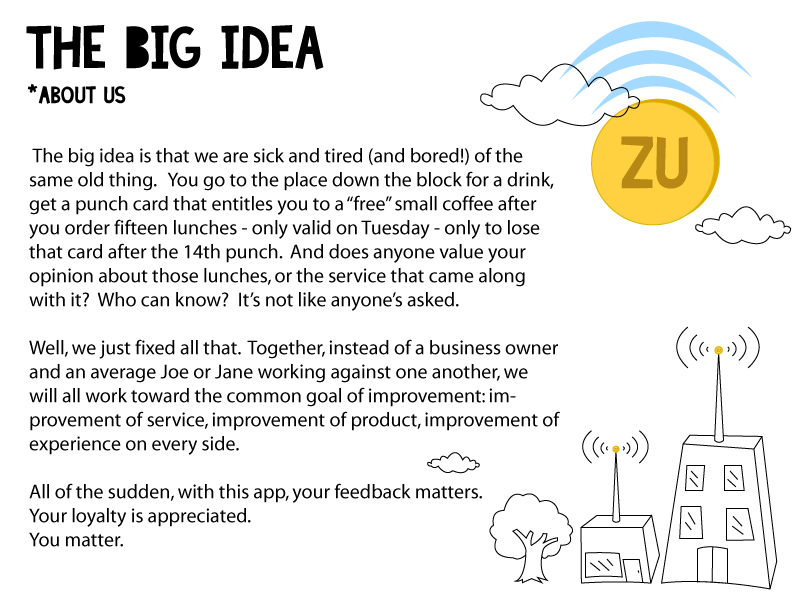 THE BIG IDEA
*ABOUT US
ZU
The big idea is that we are sick and tired (and bored!) of the
same old thing.  You go to the place down the block for a drink,
get a punch card that entitles you to a “free” small coffee after
you order fifteen lunches - only valid on Tuesday - only to lose
that card after the 14th punch.  And does anyone value your
opinion about those lunches, or the service that came along
with it?  Who can know?  It’s not like anyone’s asked.
Well, we just fixed all that.  Together, instead of a business owner
and an average Joe or Jane working against one another, we
will all work toward the common goal of improvement: im-
provement of service, improvement of product, improvement of
experience on every side.
All of the sudden, with this app, your feedback matters.
Your loyalty is appreciated.
You matter.